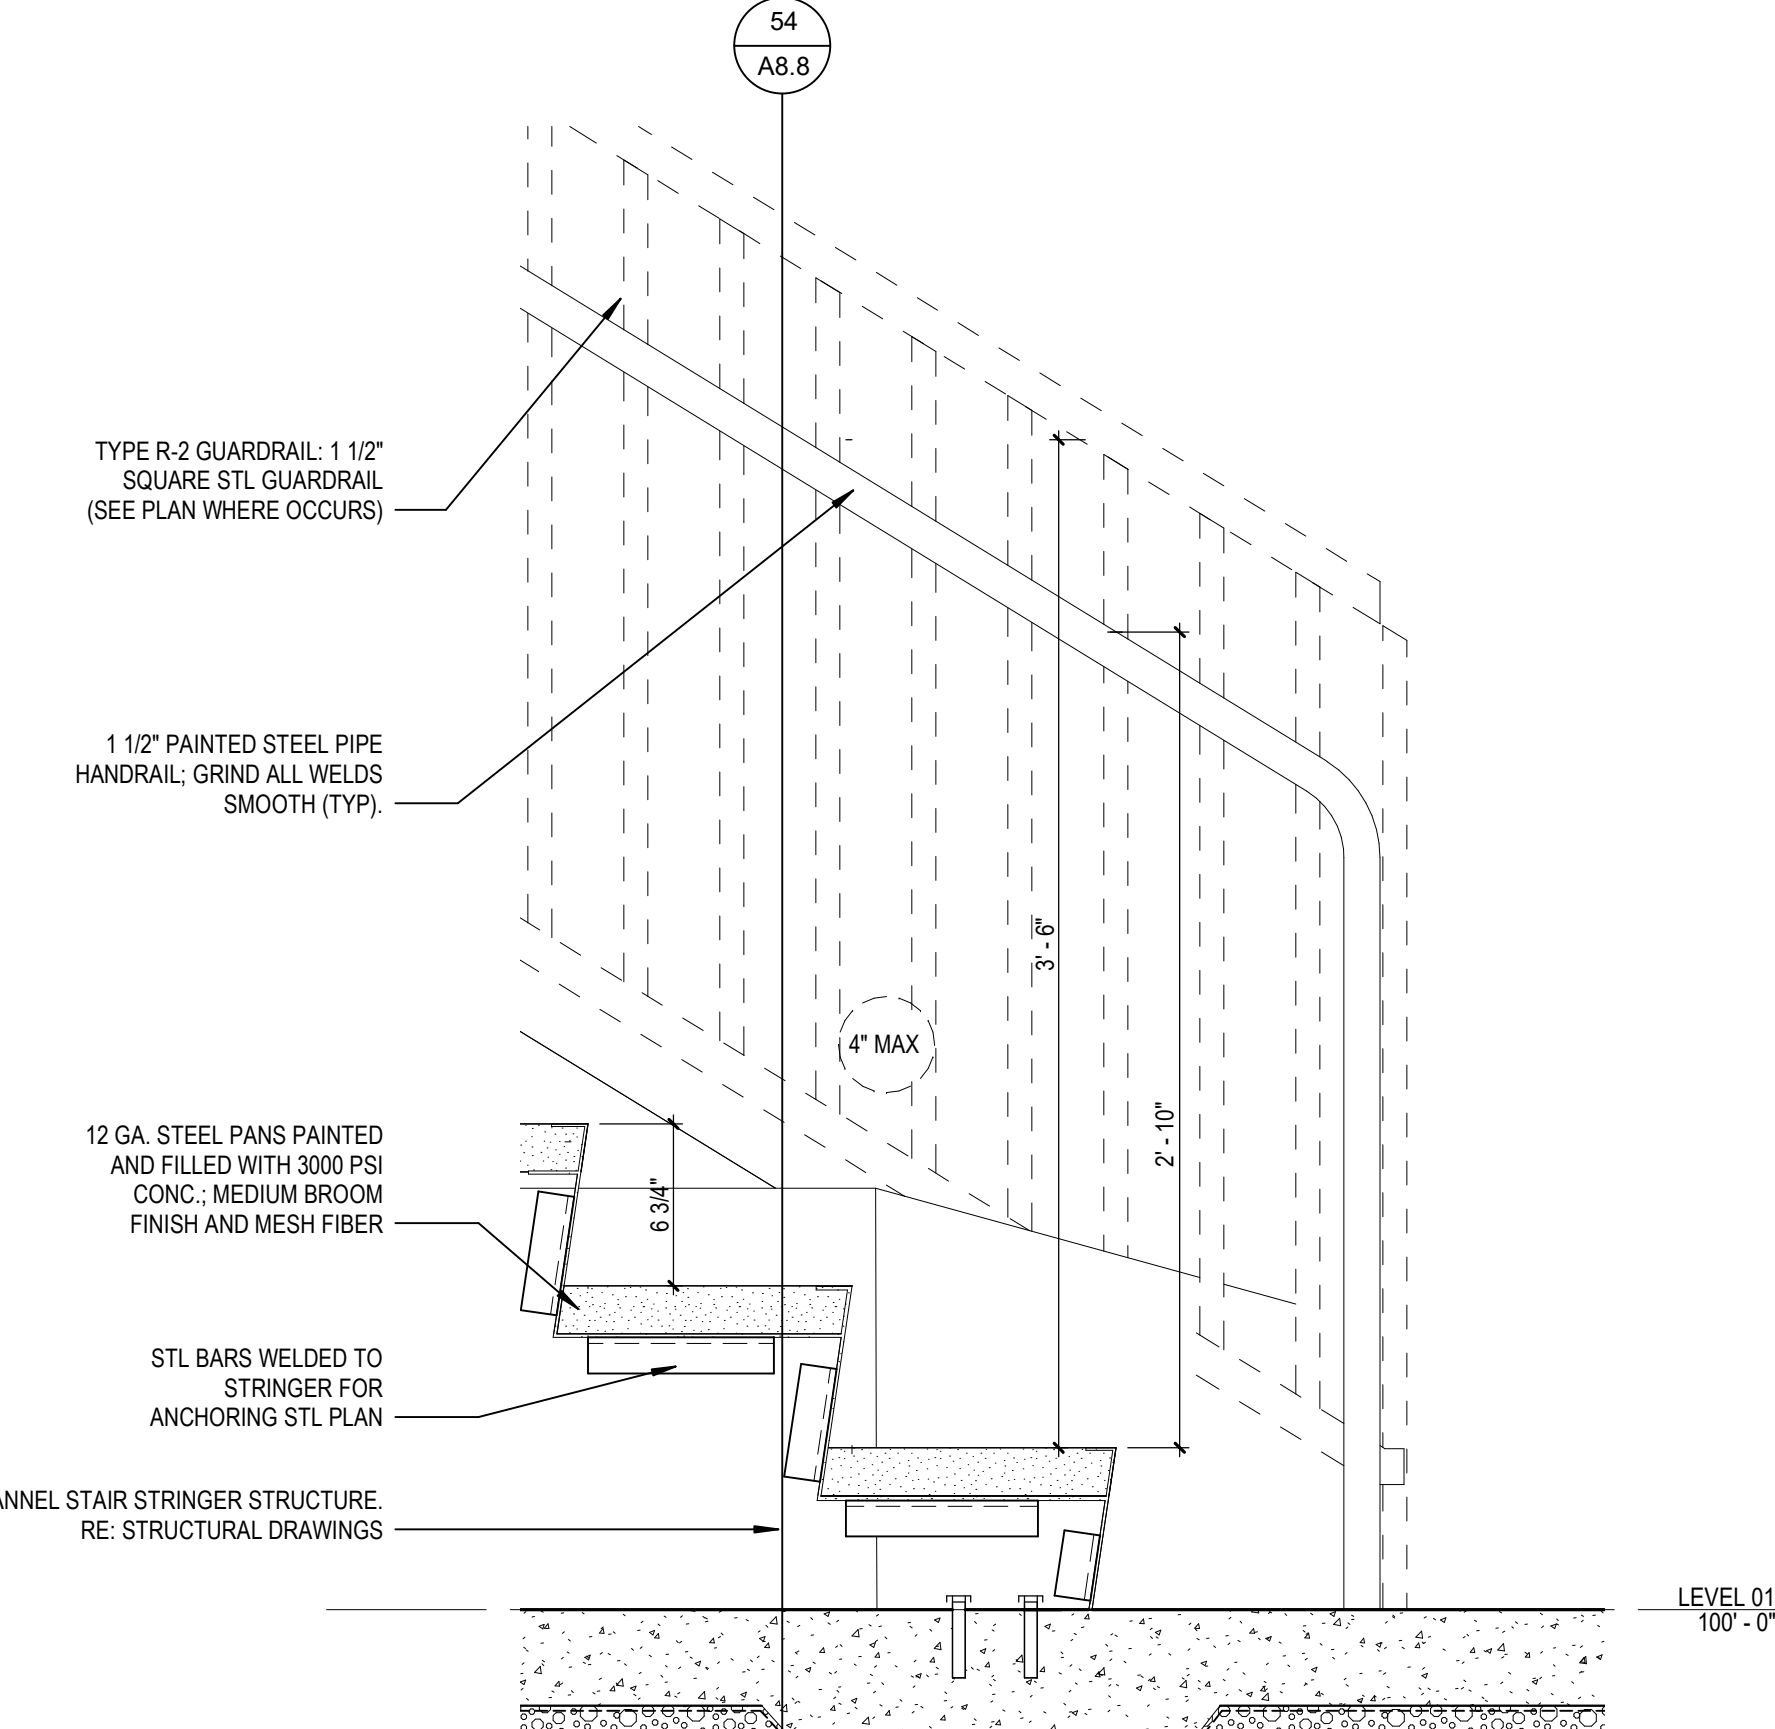 54
A8.8
TYPE R-2 GUARDRAIL: 1 1/2"
SQUARE STL GUARDRAIL
(SEE PLAN WHERE OCCURS)
1 1/2" PAINTED STEEL PIPE
HANDRAIL; GRIND ALL WELDS
SMOOTH (TYP).
3' - 6"
4" MAX
2' - 10"
12 GA. STEEL PANS PAINTED
AND FILLED WITH 3000 PSI
CONC.; MEDIUM BROOM
FINISH AND MESH FIBER
6 3/4"
STL BARS WELDED TO
STRINGER FOR
ANCHORING STL PLAN
STAIR STRINGER STRUCTURE.
RE: STRUCTURAL DRAWINGS
LEVEL 01
100' - 0"